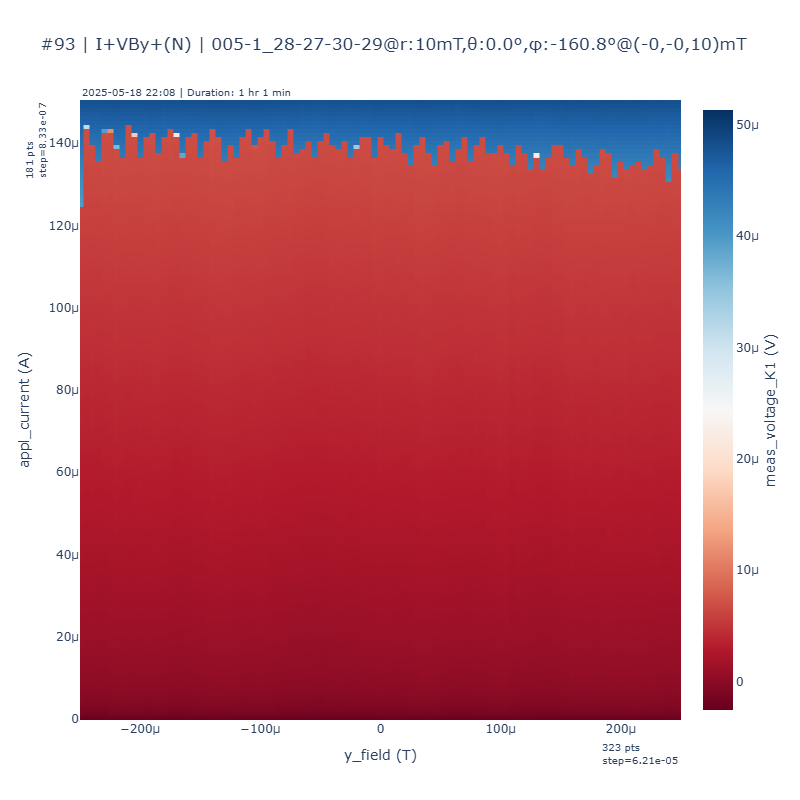 #93 | I+VBy+(N) | 005-1_28-27-30-29@r:10mT,θ:0.0º,φ:-160.8º@(-0,-0,10)mT
2025-05-18 22:08 | Duration: 1 hr 1 min
181 pts
step=8.33e-07
140μ
120μ
100μ
80μ
60μ
40μ
20μ
0
appl_current (A)
−200μ
−100μ
0
100μ
200μ
y_field (T)
323 pts
step=6.21e-05
50μ
40μ
30μ
20μ
10μ
0
meas_voltage_K1 (V)